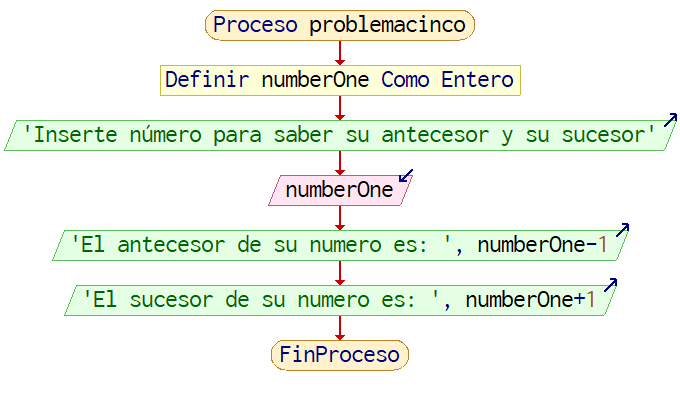 Proceso problemacinco
Definir numberOne Como Entero
'Inserte número para saber su antecesor y su sucesor'
numberOne
'El antecesor de su numero es: ', numberOne-1
'El sucesor de su numero es: ', numberOne+1
FinProceso